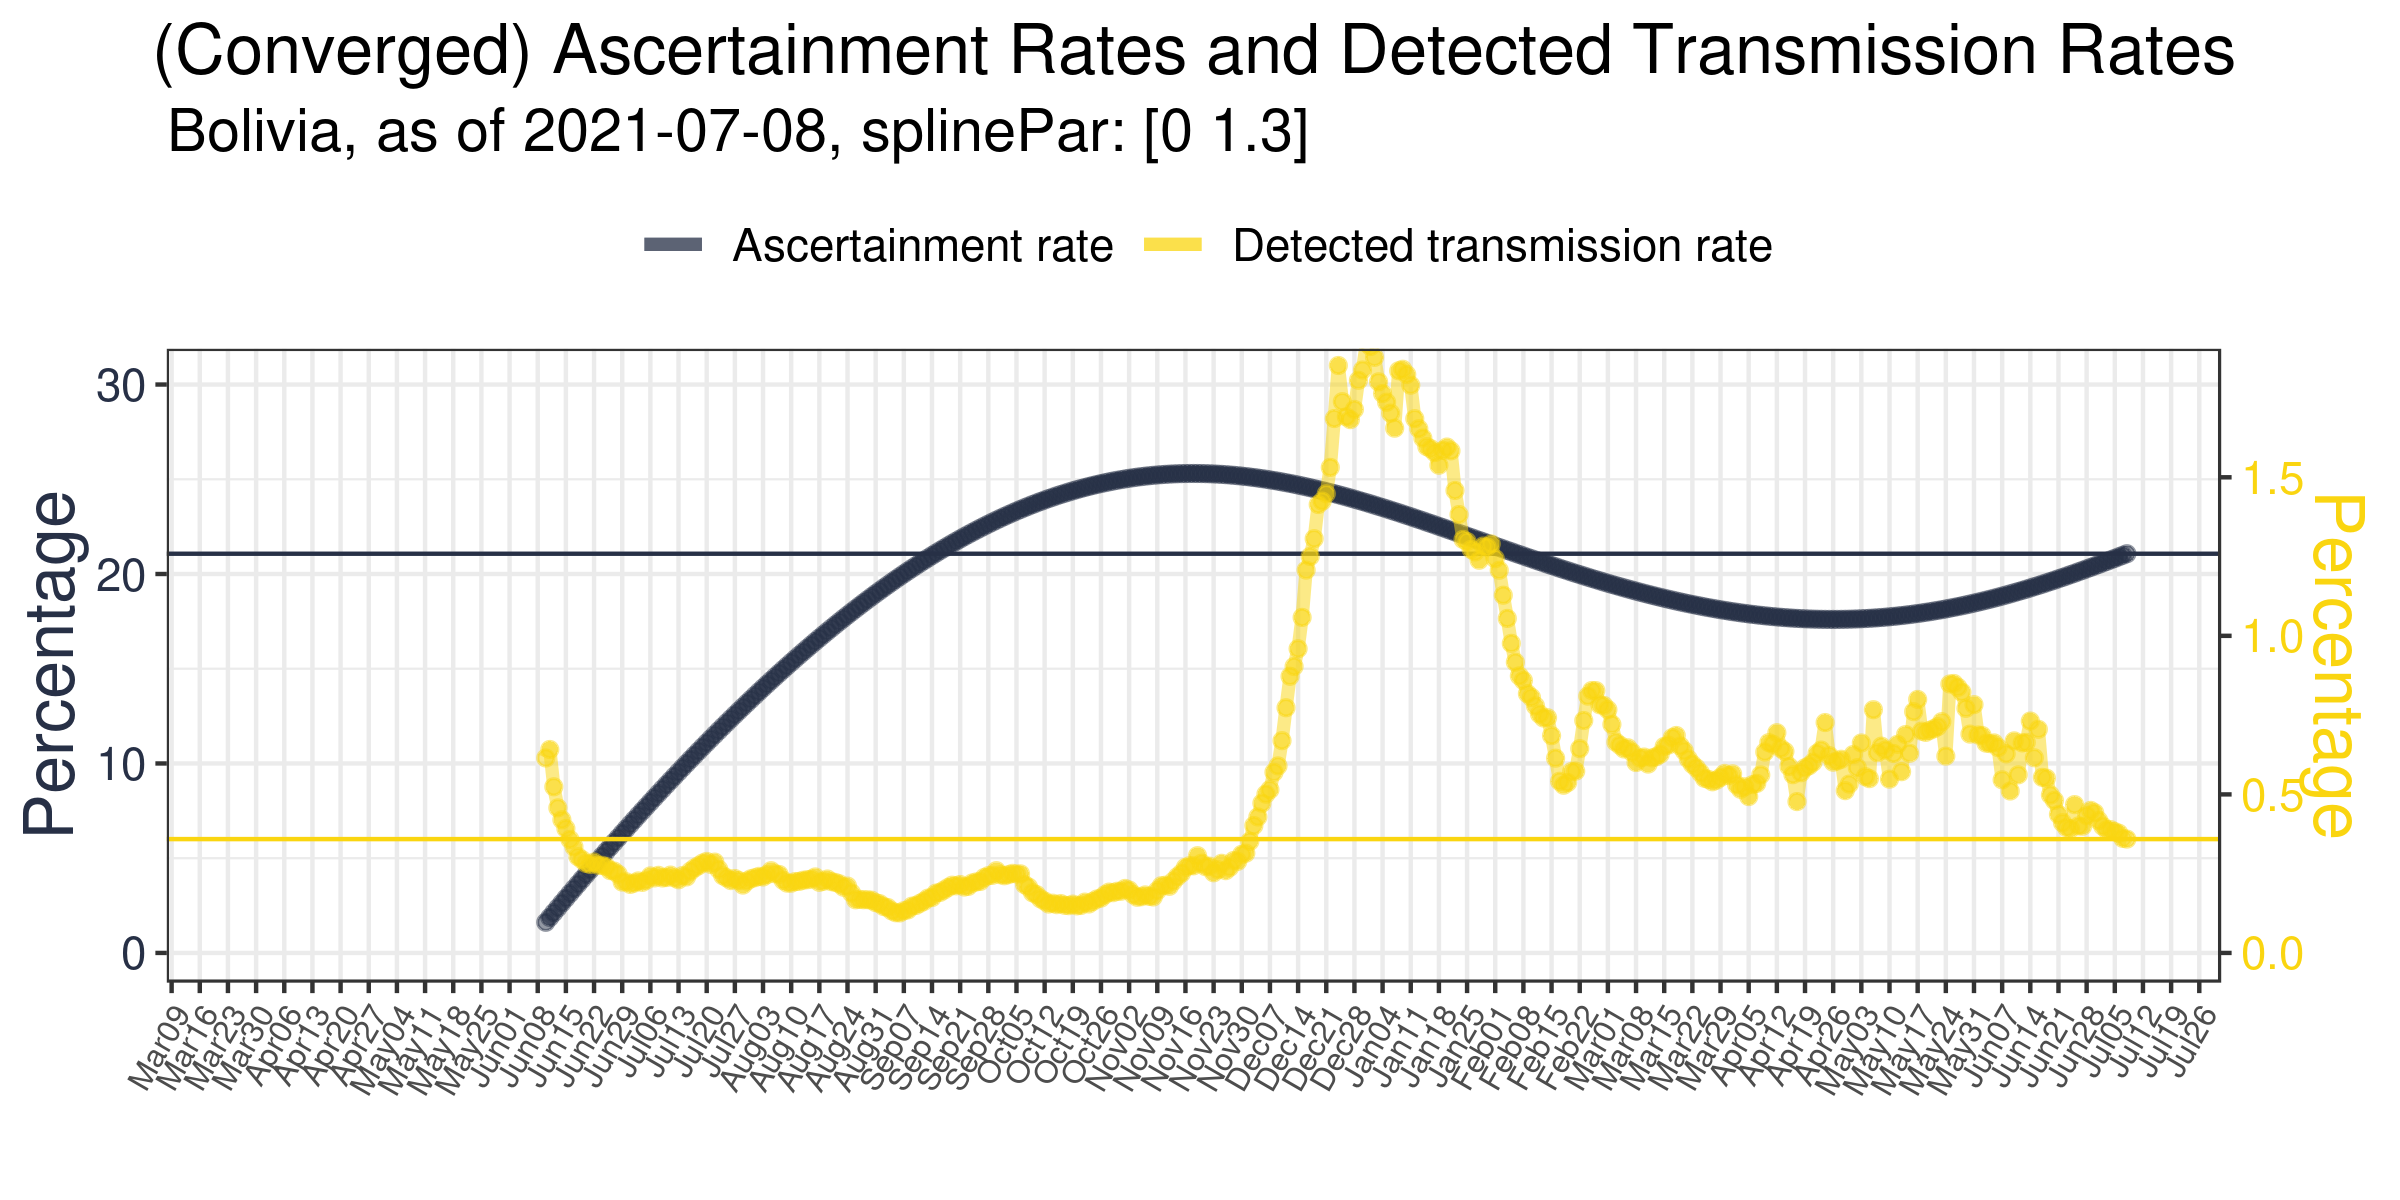 (Converged) Ascertainment Rates and Detected Transmission Rates
Bolivia, as of 2021-07-08, splinePar: [0 1.3]
Ascertainment rate
Detected transmission rate
Percentage
30
20
10
0
1.5
1.0
0.5
0.0
Percentage
Mar09
Mar16
Mar23
Mar30
Apr06
Apr13
Apr20
Apr27
May04
May11
May18
May25
Jun01
Jun08
Jun15
Jun22
Jun29
Jul06
Jul13
Jul20
Jul27
Aug03
Aug10
Aug17
Aug24
Aug31
Sep07
Sep14
Sep21
Sep28
Oct05
Oct12
Oct19
Oct26
Nov02
Nov09
Nov16
Nov23
Nov30
Dec07
Dec14
Dec21
Dec28
Jan04
Jan11
Jan18
Jan25
Feb01
Feb08
Feb15
Feb22
Mar01
Mar08
Mar15
Mar22
Mar29
Apr05
Apr12
Apr19
Apr26
May03
May10
May17
May24
May31
Jun07
Jun14
Jun21
Jun28
Jul05
Jul12
Jul19
Jul26